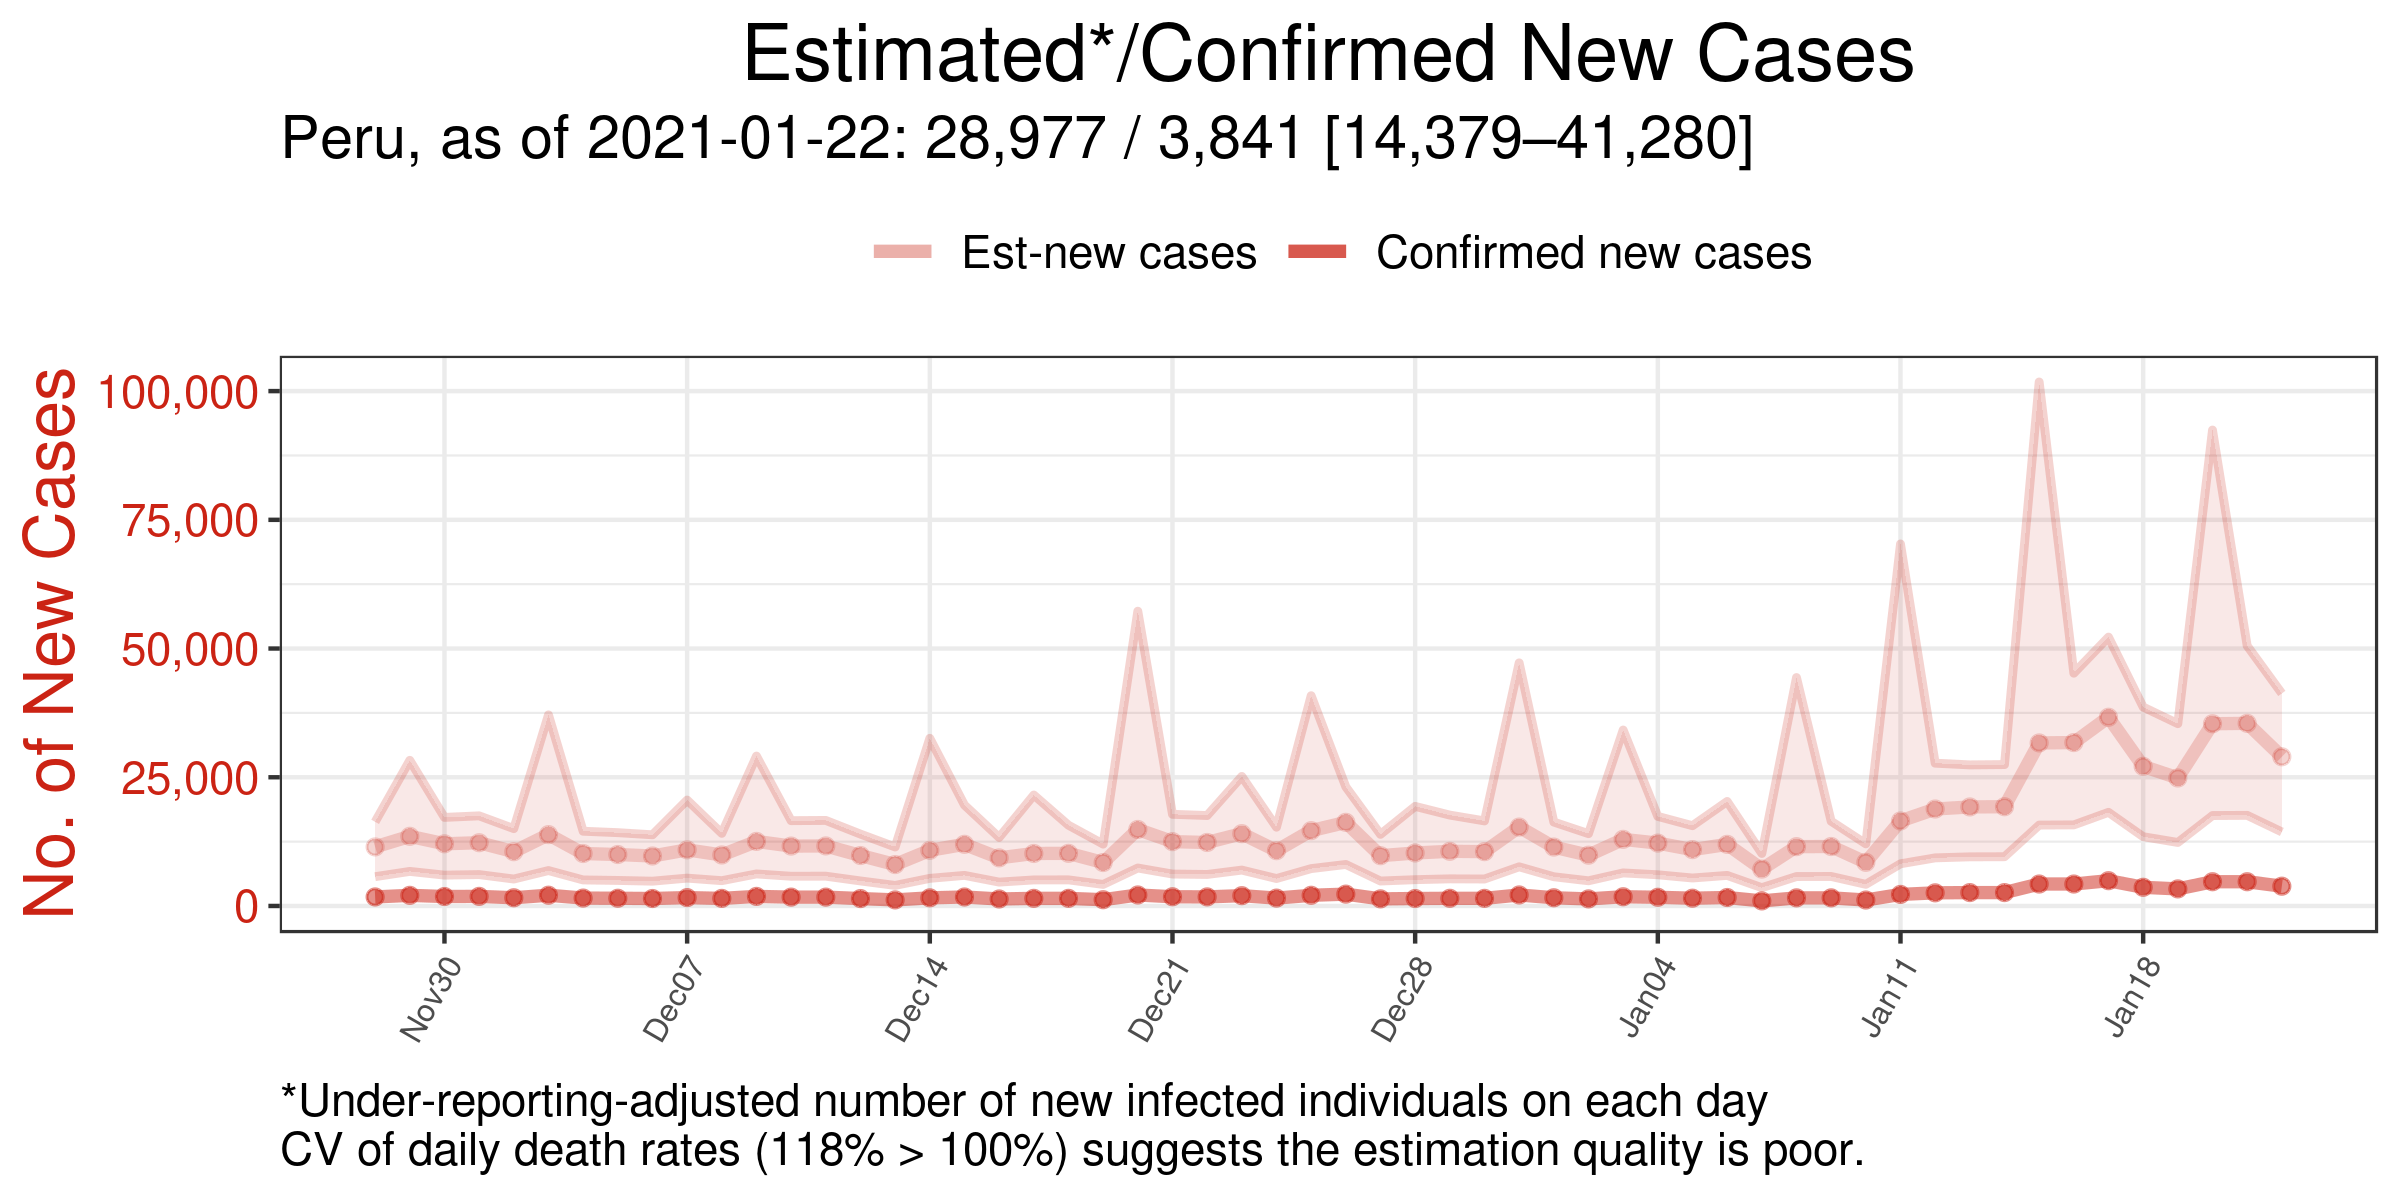 Estimated*/Confirmed New Cases
Peru, as of 2021-01-22: 28,977 / 3,841 [14,379–41,280]
Est-new cases
Confirmed new cases
No. of New Cases
100,000
75,000
50,000
25,000
0
Nov30
Dec07
Dec14
Dec21
Dec28
Jan04
Jan11
Jan18
*Under-reporting-adjusted number of new infected individuals on each day
CV of daily death rates (118% > 100%) suggests the estimation quality is poor.